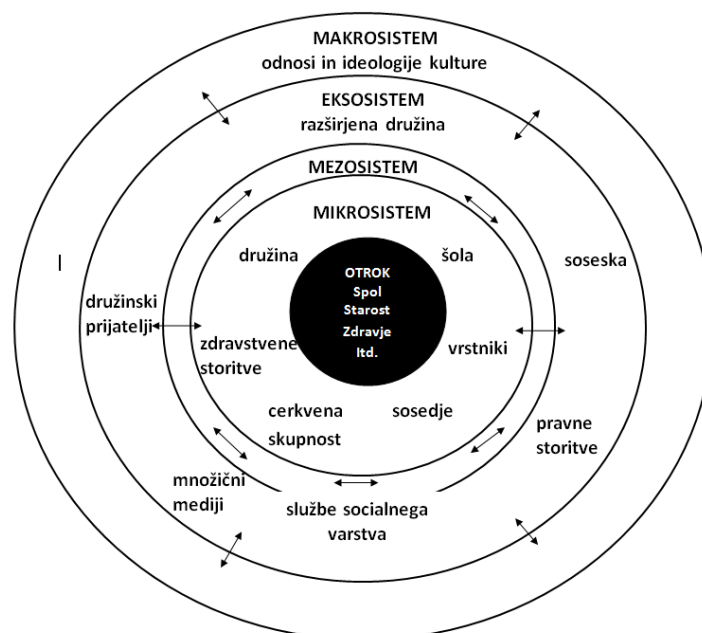 MAKROSISTEM
odnosi in ideologije kulture
EKSOSISTEM
razširjena družina
MEZOSISTEM
MIKROSISTEM
družina
šola
soseska
OTROK
Spol
Starost
Zdravje
Itd.
družinski
prijatelji
zdravstvene
storitve
vrstniki
cerkvena
skupnost
sosedje
pravne
storitve
množični
mediji
službe socialnega
varstva